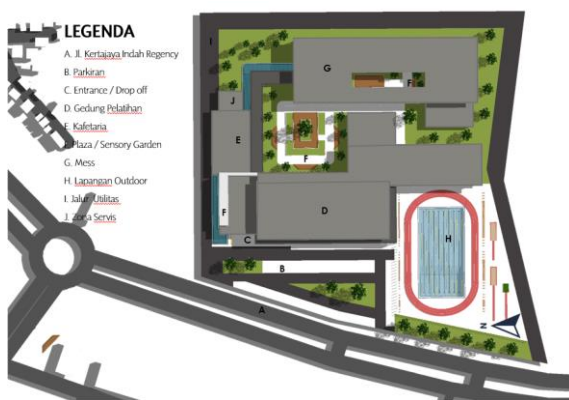 LEGENDA
A. Jl. Kertajaya Indah Regency
B. Parkiran
C. Entrance / Drop off
D. Gedung Pelatihan
E. Kafetaria
F. Plaza / Sensory Garden
G. Mess
H. Lapangan Outdoor
I. Jalur Utilitas
J. Zona Servis
I
G
F
J
E
F
F
D
C
H
B
A
N